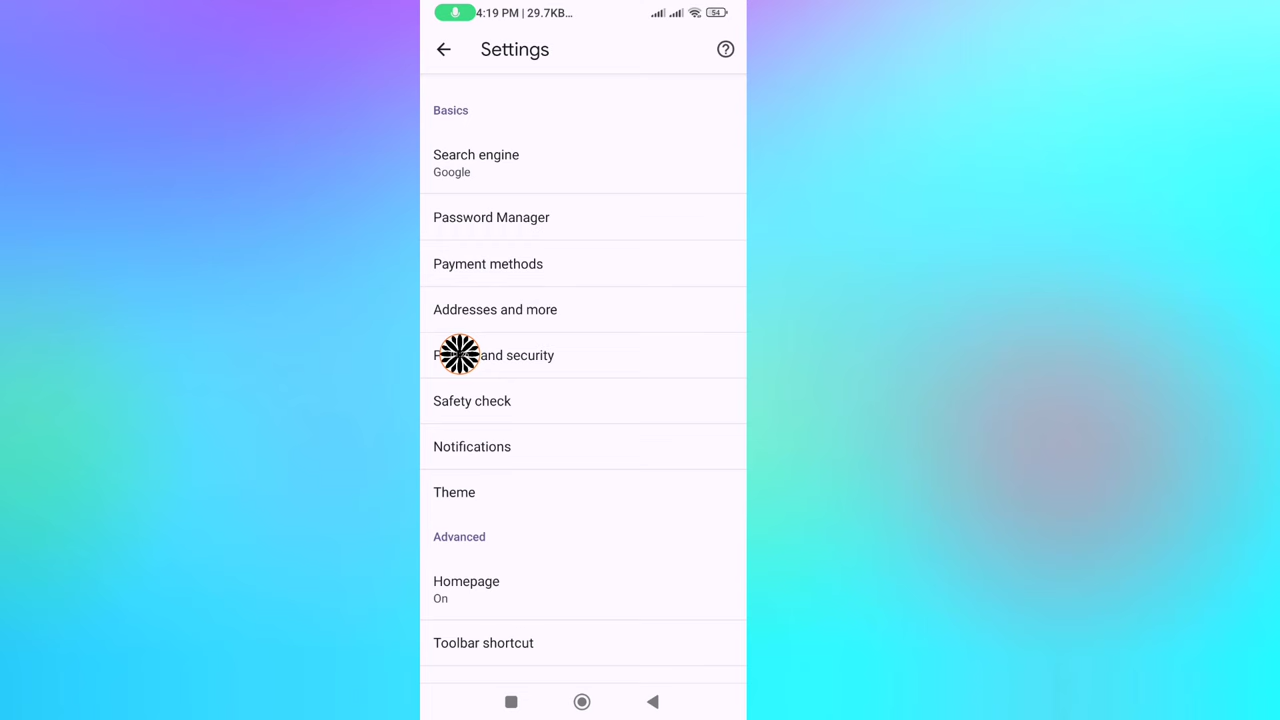 4:19 PM | 29.7KB...
54
Settings
Basics
Search engine
Google
Password Manager
Payment methods
Addresses and more
and security
Safety check
Notifications
Theme
Advanced
Homepage
On
Toolbar shortcut